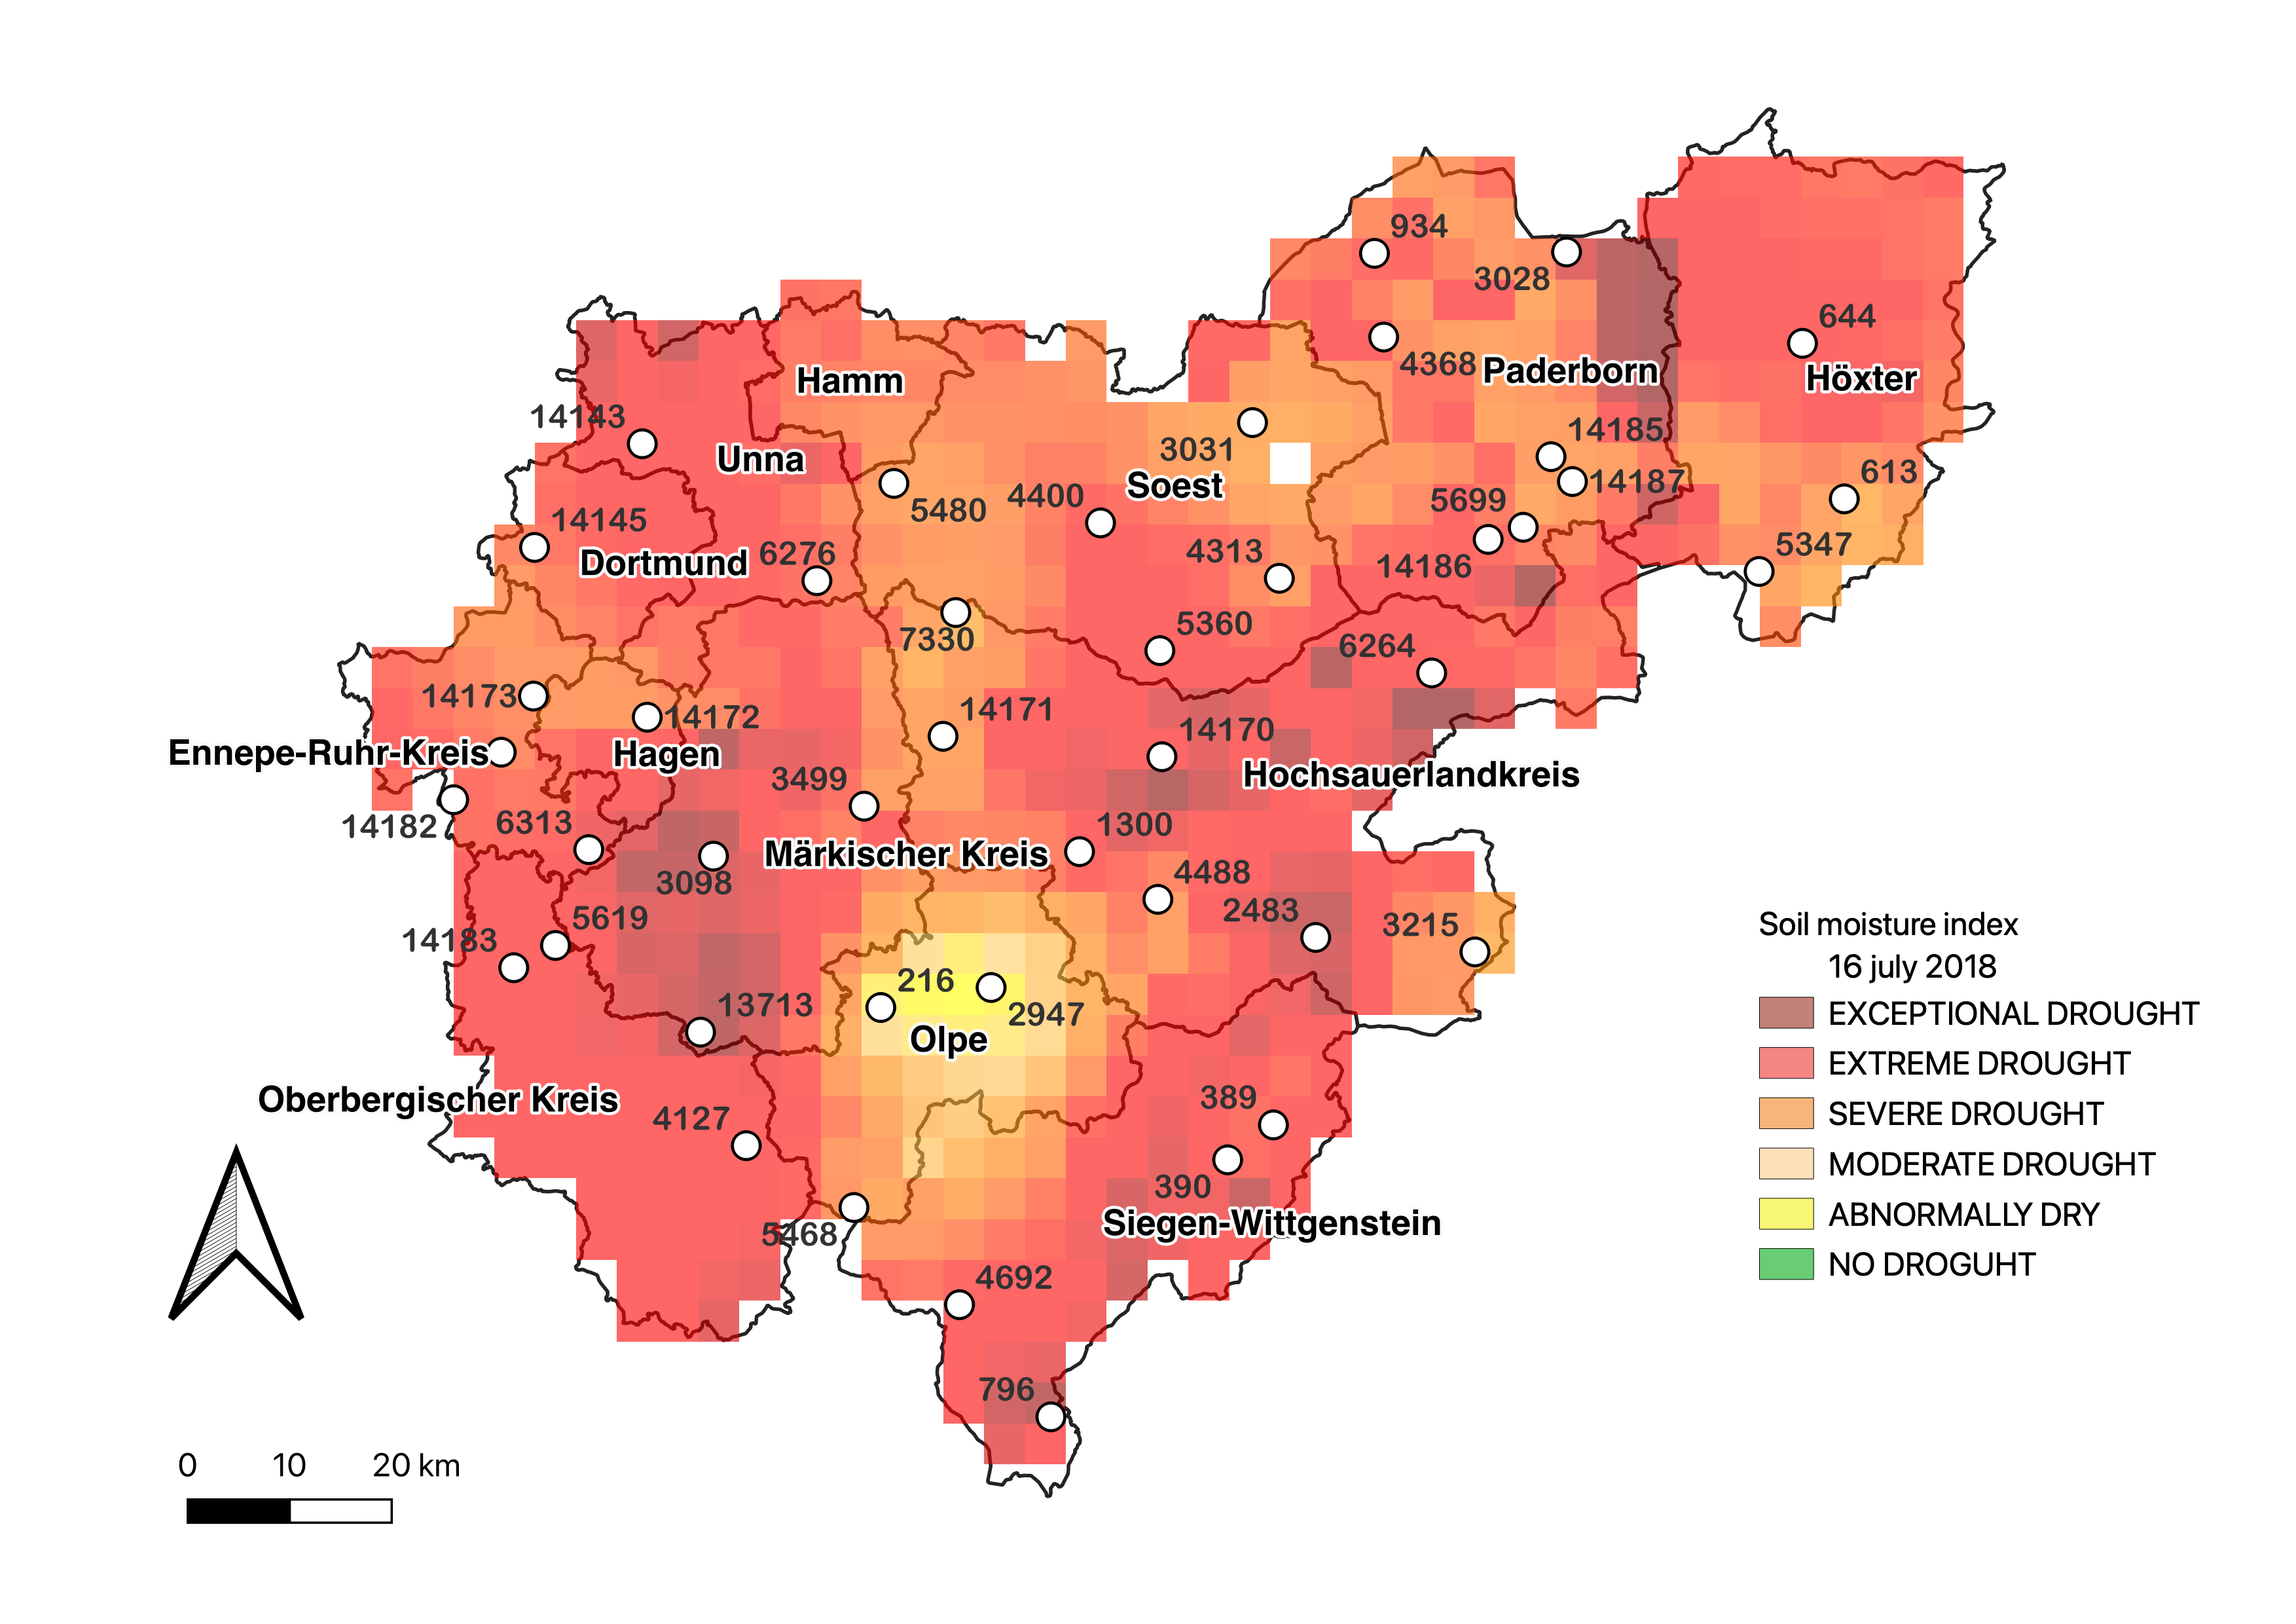 934
3028
644
4368
Paderborn
Höxter
Hamm
14143
14185
3031
Unna
613
14187
Soest
4400
5699
5480
14145
5347
4313
6276
Dortmund
14186
5360
7330
6264
14173
14171
14172
14170
Ennepe-Ruhr-Kreis
Hagen
3499
Hochsauerlandkreis
14182
6313
1300
Märkischer Kreis
3098
4488
2483
5619
3215
14183
216
13713
2947
Olpe
Oberbergischer Kreis
389
4127
390
Siegen-Wittgenstein
5468
4692
796
Soil moisture index
16 july 2018
EXCEPTIONAL DROUGHT
EXTREME DROUGHT
SEVERE DROUGHT
MODERATE DROUGHT
ABNORMALLY DRY
NO DROGUHT
0 10 20 km